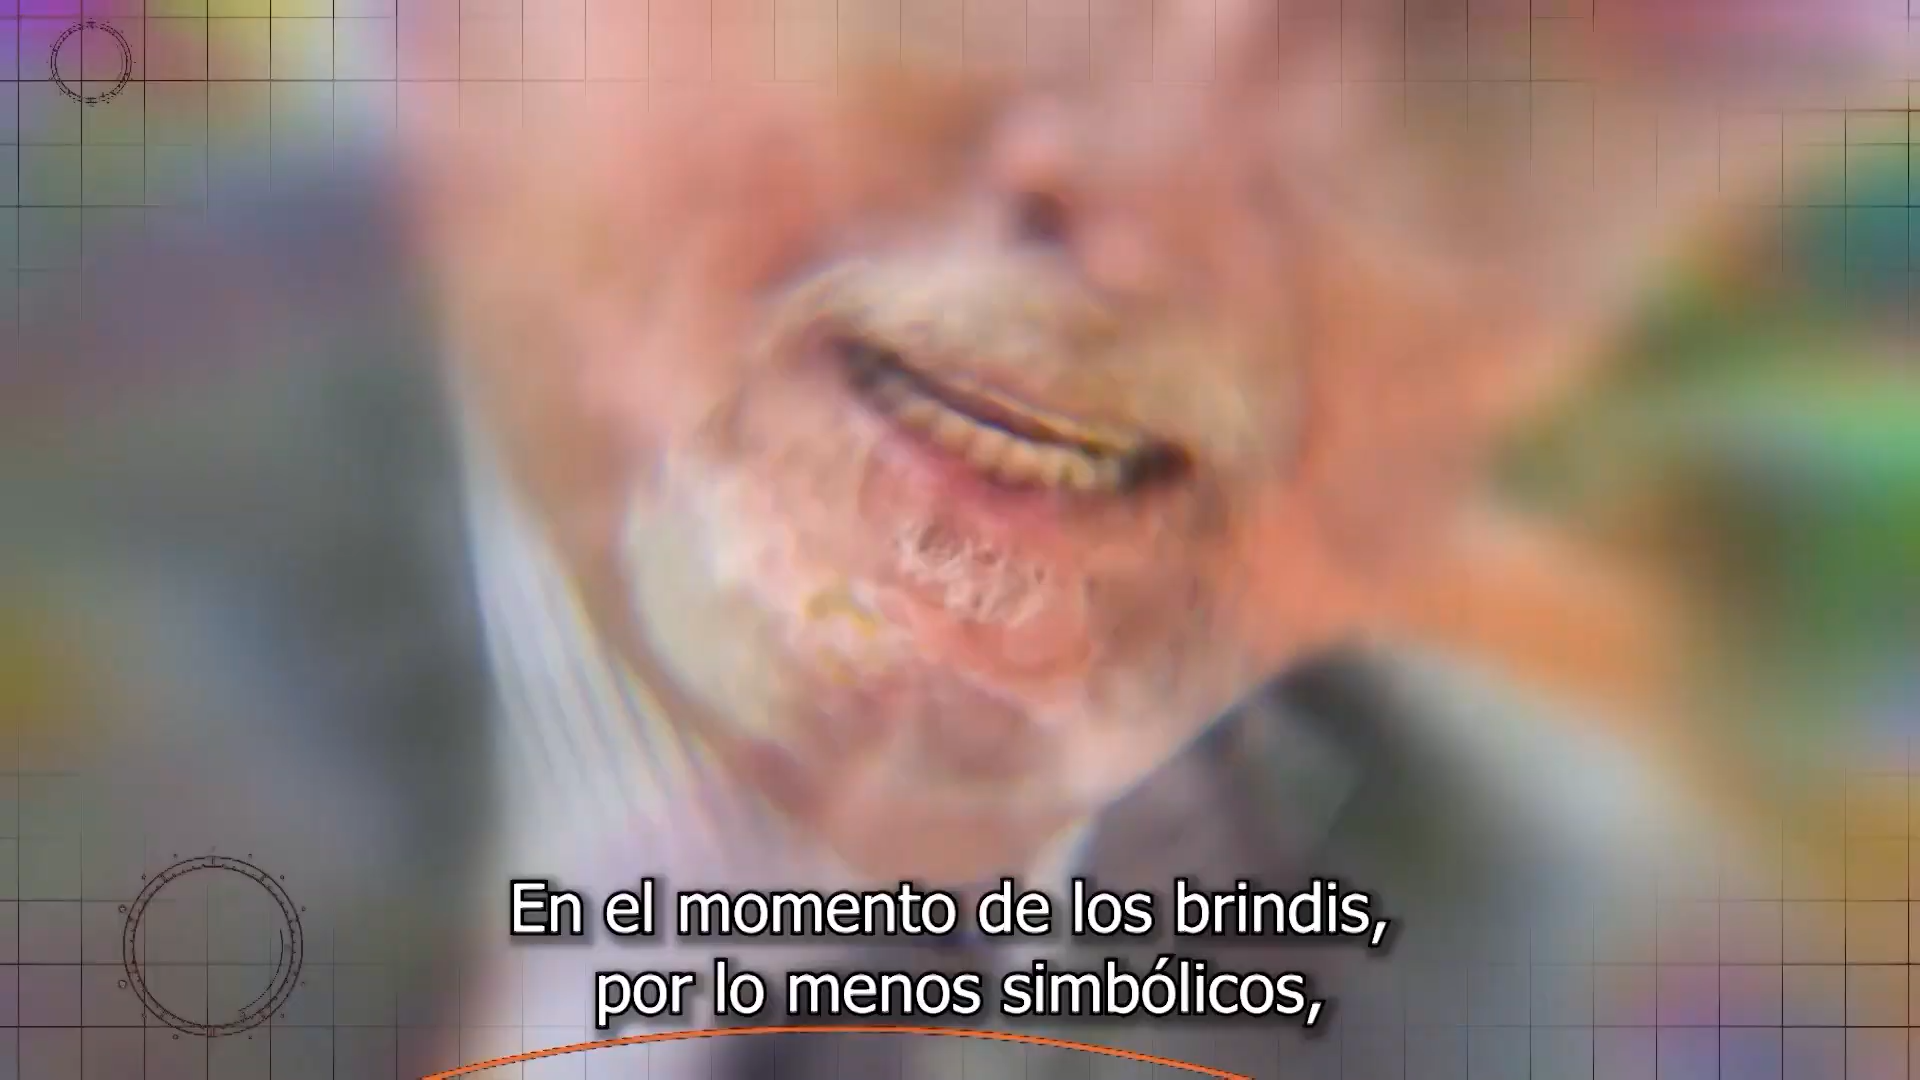 En el momento de los brindis,
por lo menos simbólicos,